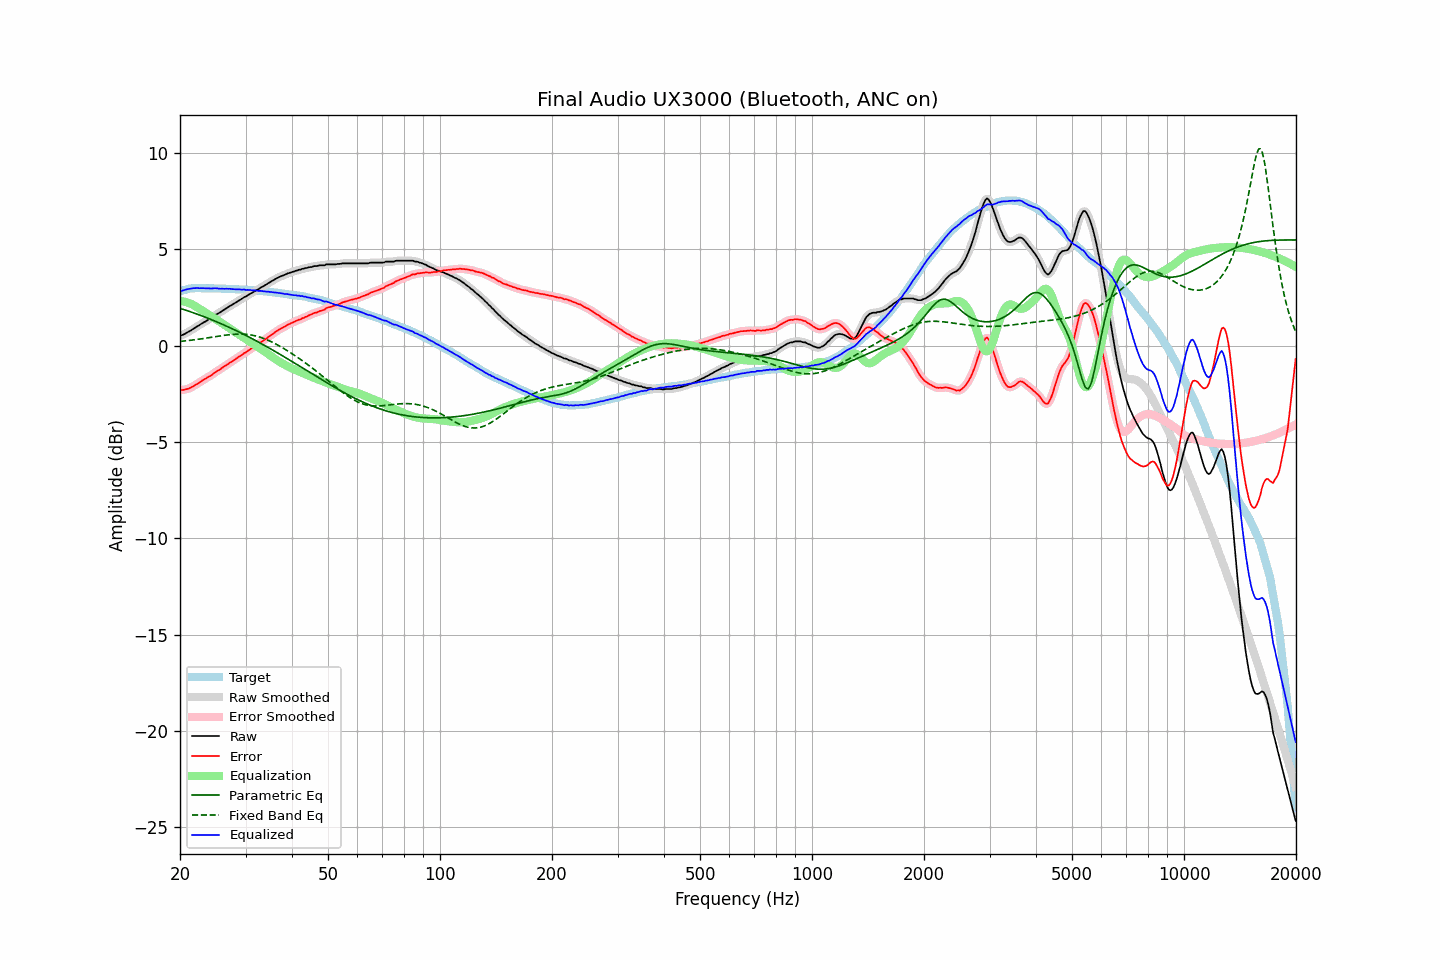 Final Audio UX3000 (Bluetooth, ANC on)
10
5
0
−5
−10
−15
−20
−25
Amplitude (dBr)
Target
Raw Smoothed
Error Smoothed
Raw
Error
Equalization
Parametric Eq
Fixed Band Eq
Equalized
20 50 100 200 500 1000 2000 5000 10000 20000
Frequency (Hz)